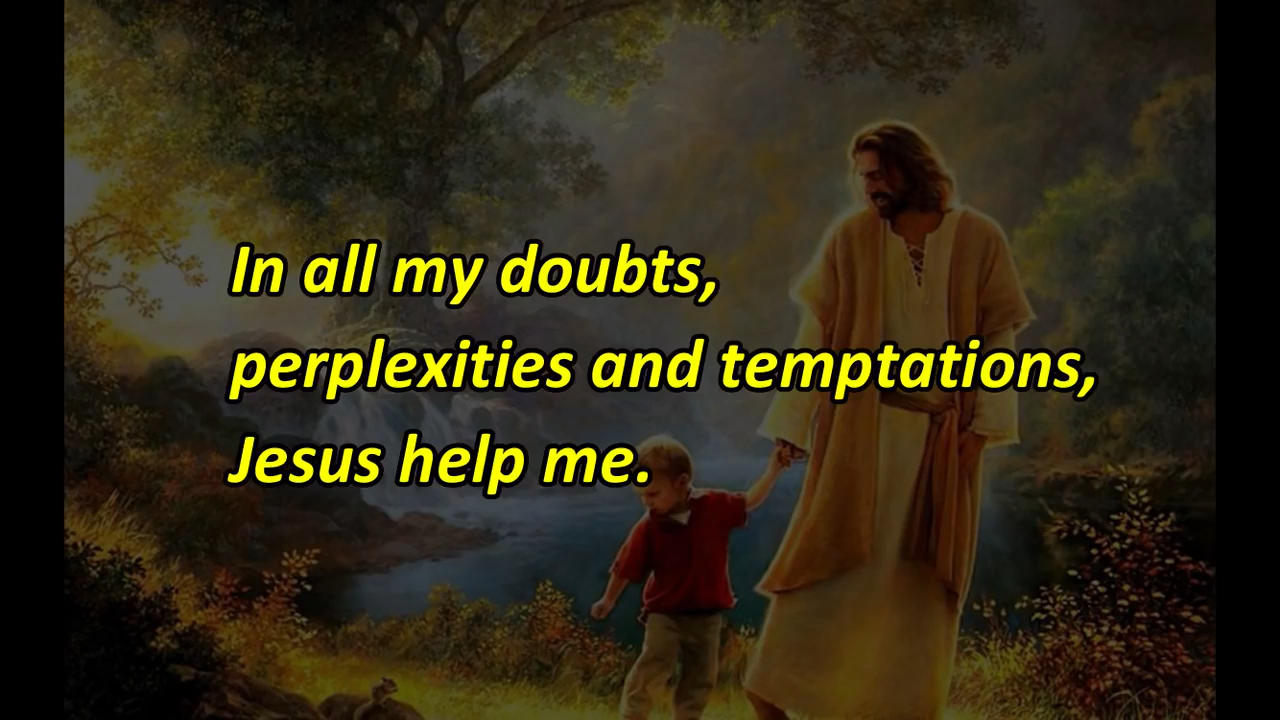 In all my doubts,
perplexities and temptations,
Jesus help me.